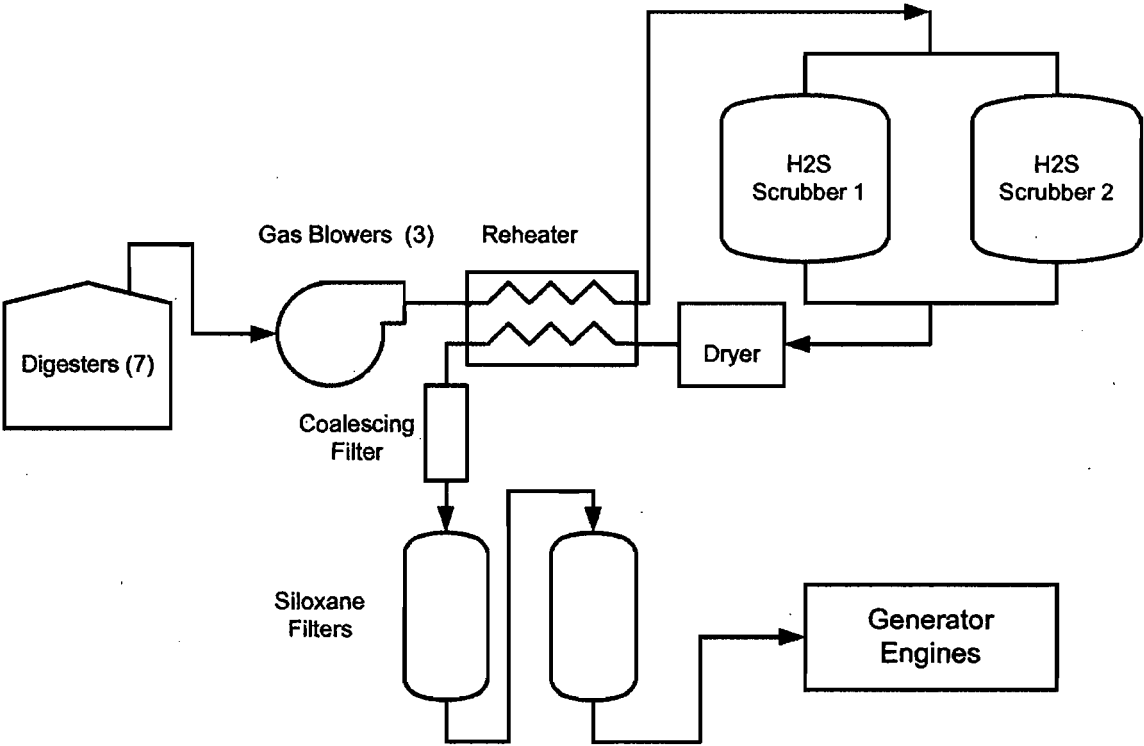 H2S
Scrubber 1
H2S
Scrubber 2
Gas Blowers (3)
Reheater
Digesters (7)
Dryer
Coalescing
Filter
Siloxane
Filters
Generator
Engines